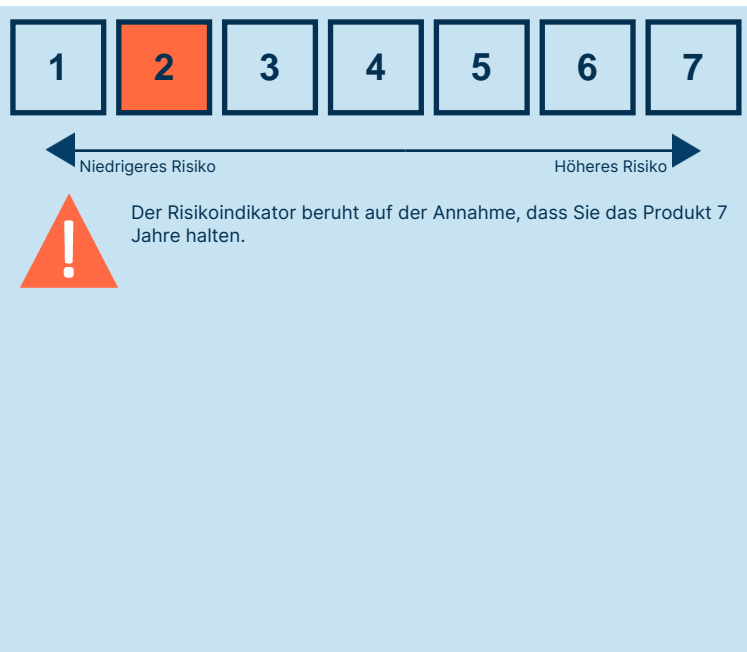 1 2 3 4 5 6 7
Niedrigeres Risiko Höheres Risiko
Der Risikoindikator beruht auf der Annahme, dass Sie das Produkt 7
Jahre halten.
!